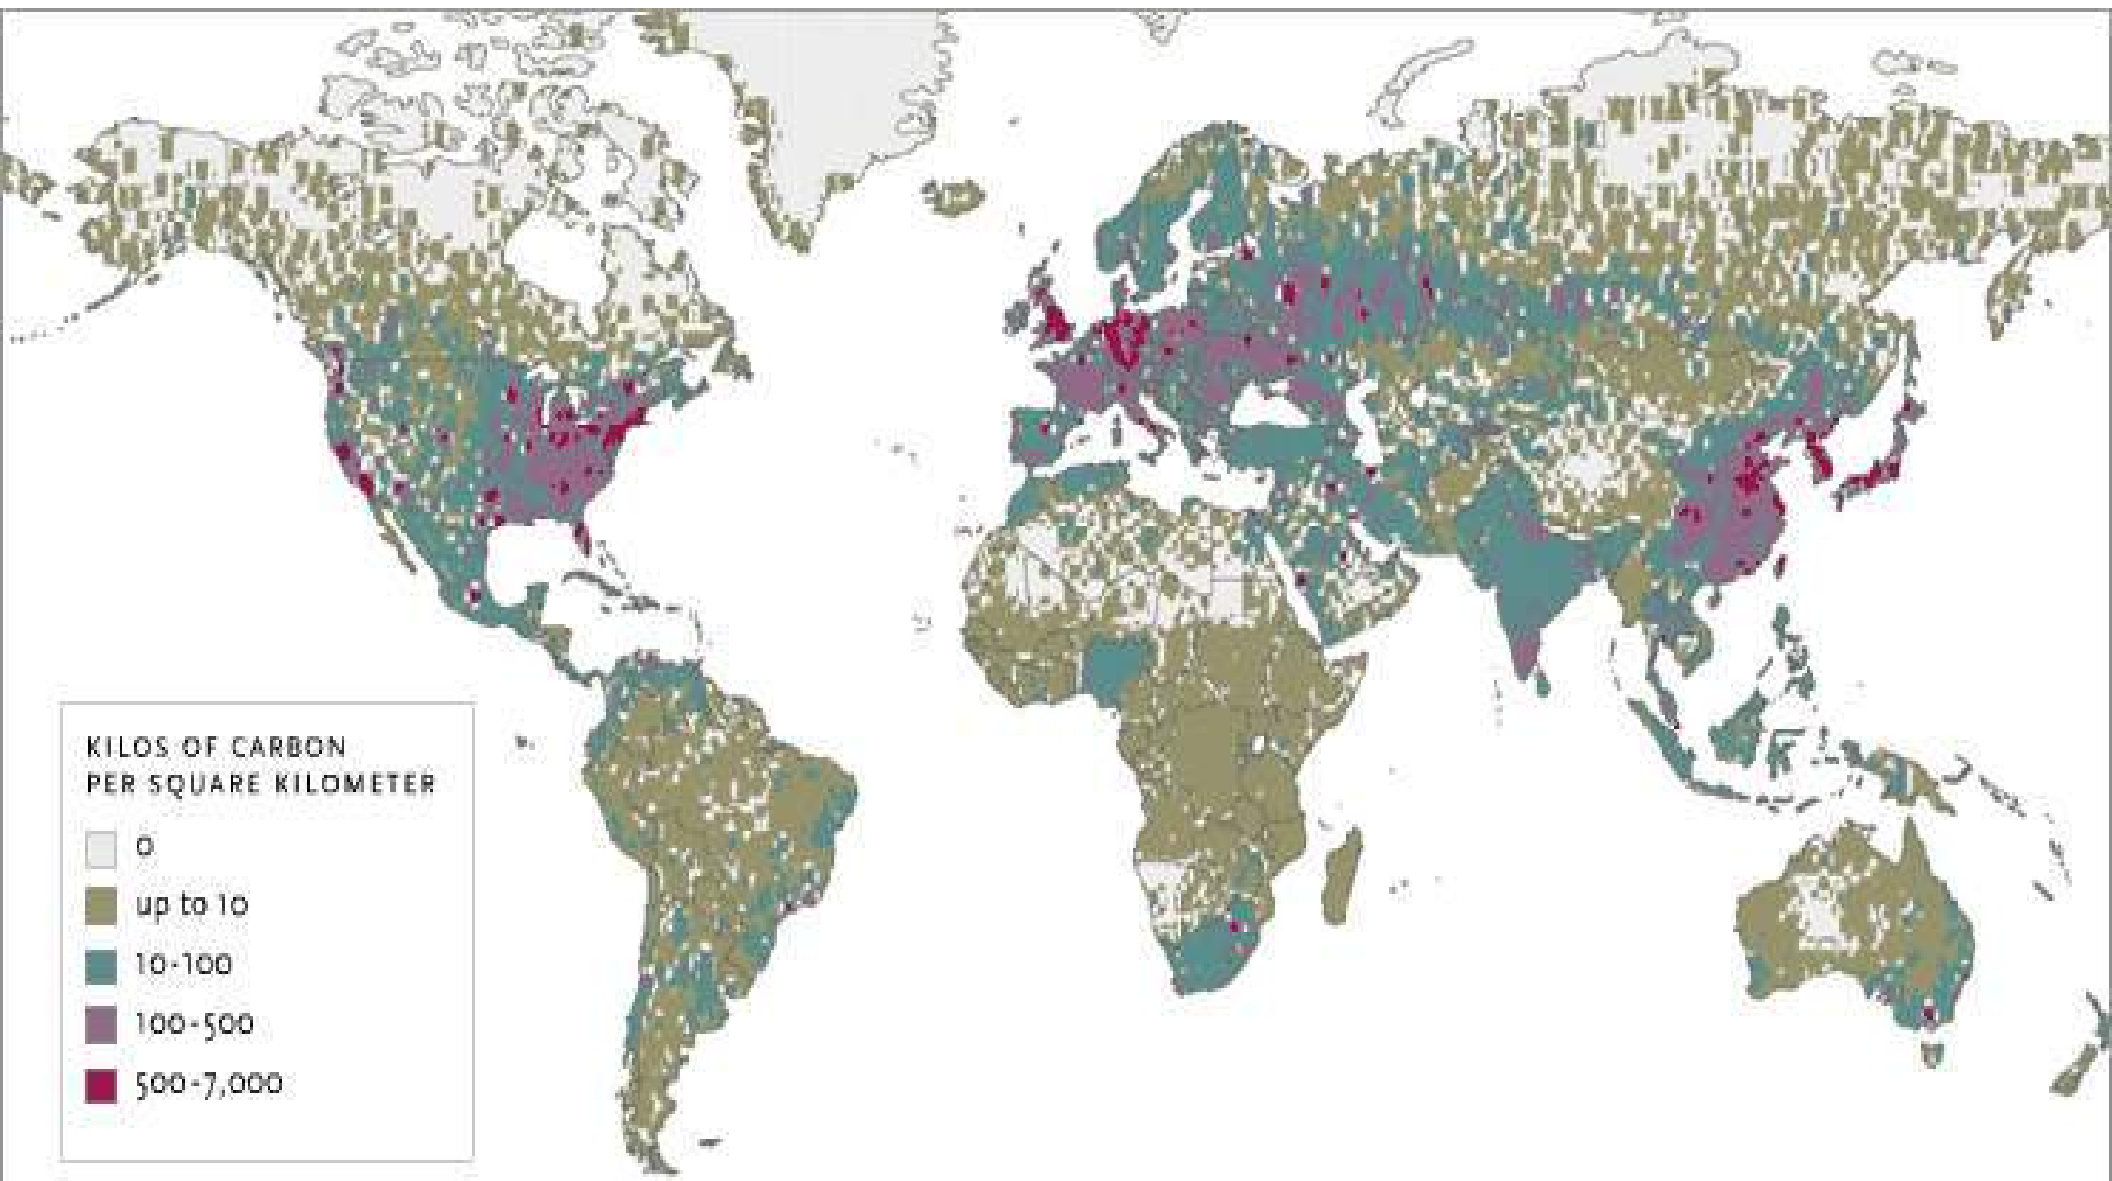 KILOS OF CARBON
PER SQUARE KILOMETER
0
up to 10
10-100
100-500
500-7,000